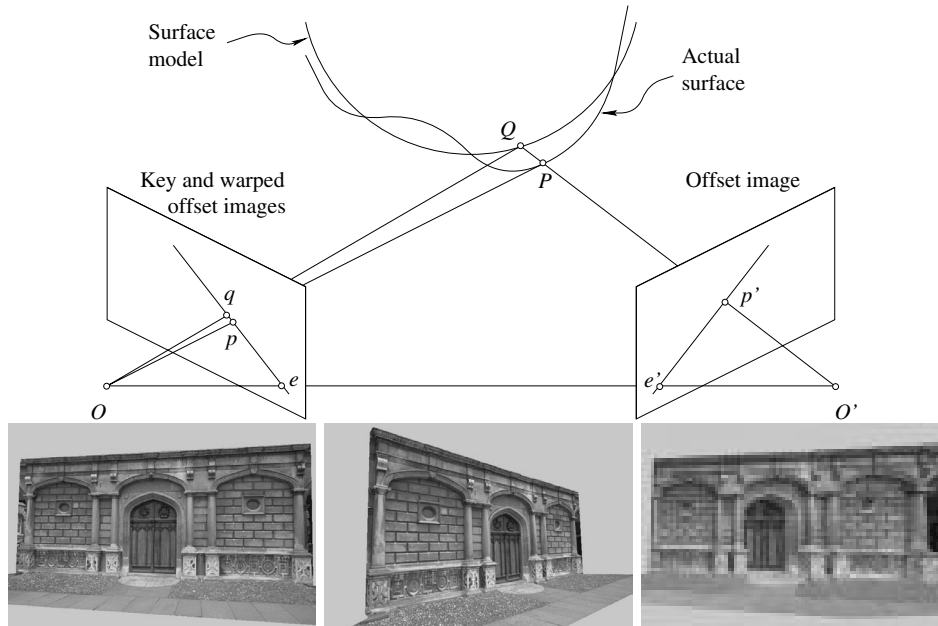 Surface
model
Actual
surface
Q
P
Key and warped
offset images
Offset image
q
p
p'
e
e'
O
O'